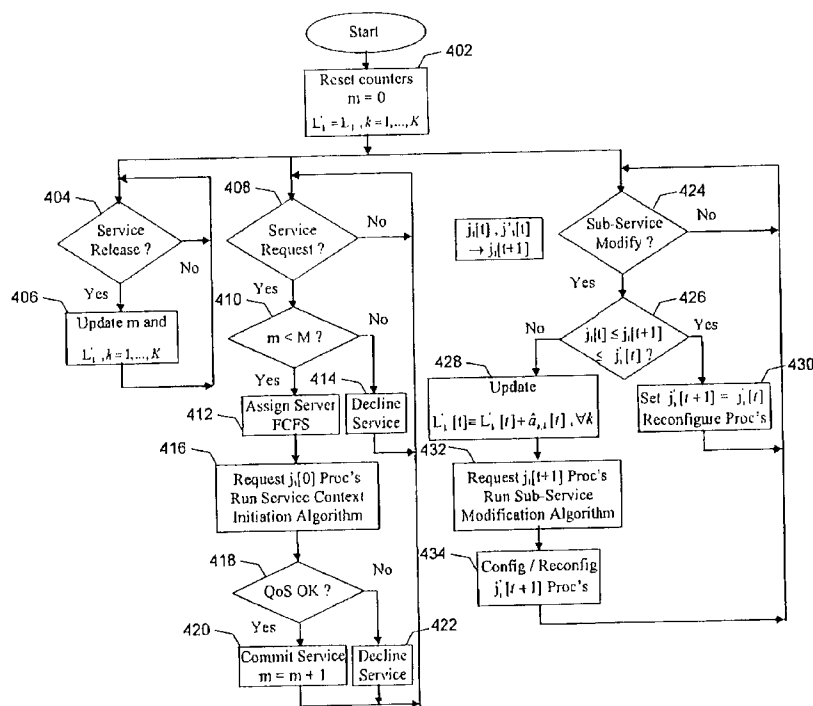 Start
402
Reset counters
m = 0
L'k = Lk , k = 1,...,K
404
Service
Release ?
No
Yes
406
Update m and
L'k , k = 1,..., K
408
Service
Request ?
No
Yes
410
m < M ?
No
Yes
412
Assign Server
FCFS
414
Decline
Service
416
Request ji[0] Proc's
Run Service Context
Initiation Algorithm
418
QoS OK ?
No
Yes
420
Commit Service
m = m + 1
422
Decline
Service
ji[t] , j'i[t]
→ ji[t+1]
424
Sub-Service
Modify ?
No
Yes
426
ji[t] ≤ ji[t+1]
≤ j'i[t] ?
No
Yes
428
Update
L'k [t] = L'k [t] + [t] , ∀k
430
Set j'i[t+1] = j'i[t]
Reconfigure Proc's
432
Request ji[t+1] Proc's
Run Sub-Service
Modification Algorithm
434
Config / Reconfig
j'i[t+1] Proc's